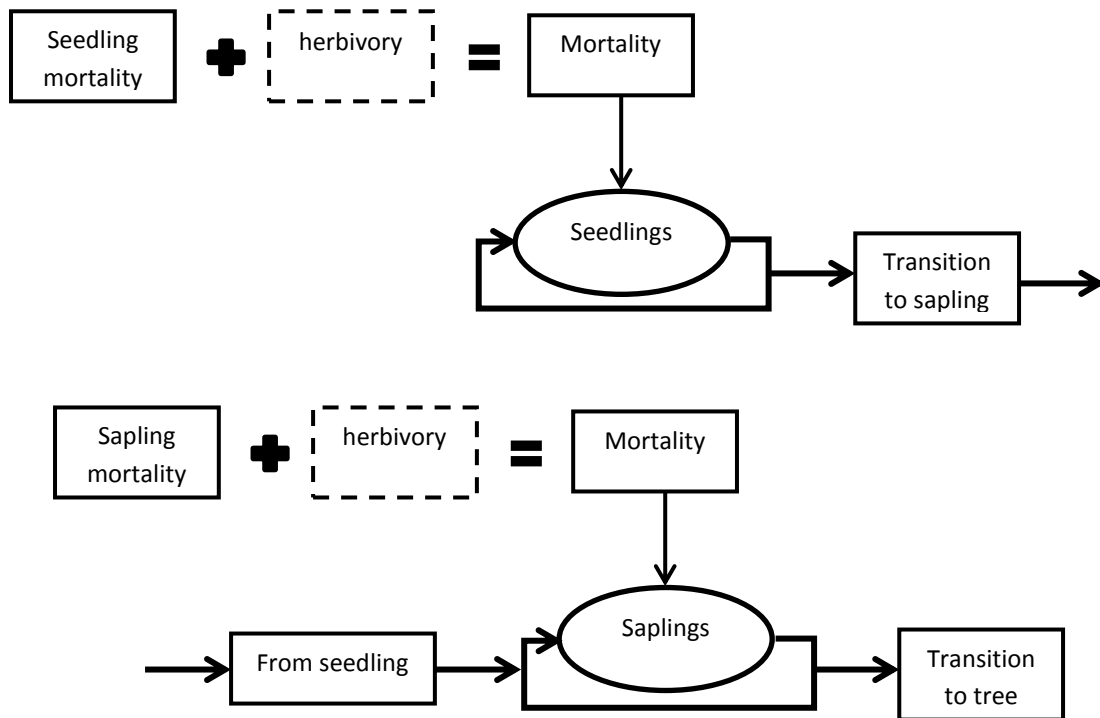 Seedling
mortality
herbivory
Mortality
Seedlings
Transition
to sapling
Sapling
mortality
herbivory
Mortality
Saplings
From seedling
Transition
to tree